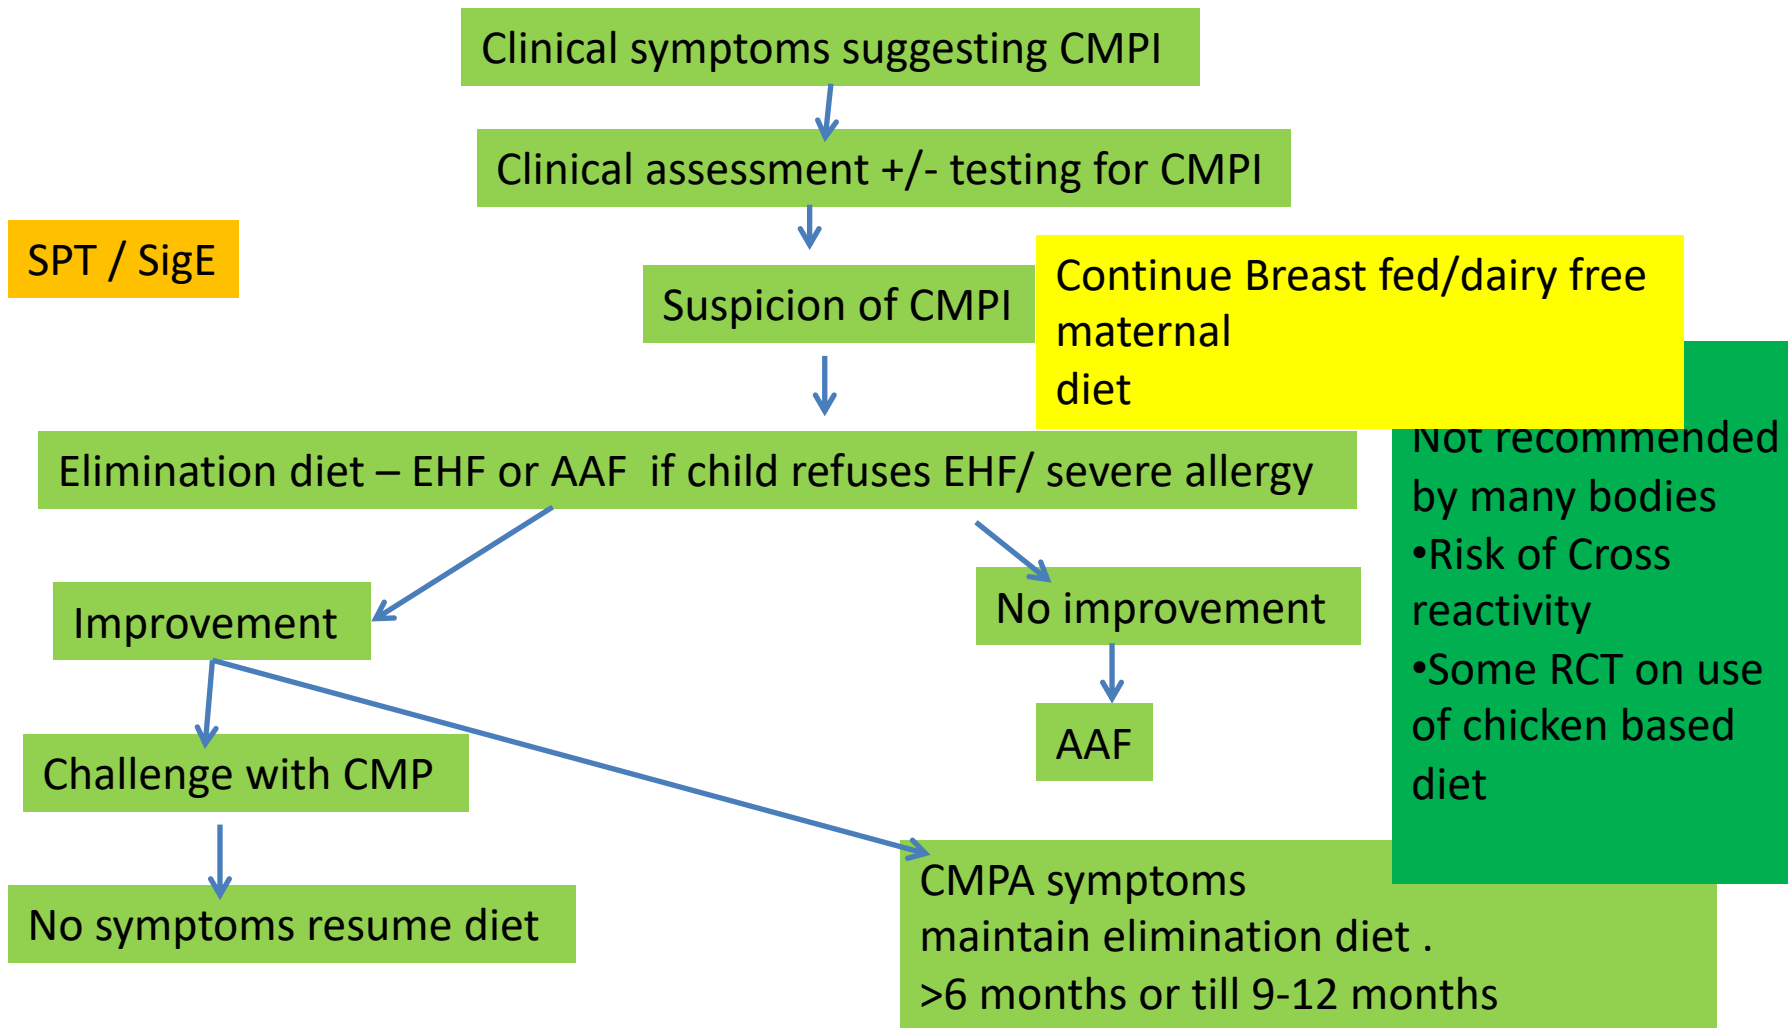 Clinical symptoms suggesting CMPI
Clinical assessment +/- testing for CMPI
SPT / SigE
Suspicion of CMPI
Continue Breast fed/dairy free
maternal
diet
Elimination diet – EHF or AAF  if child refuses EHF/ severe allergy
Not recommended
by many bodies
•Risk of Cross
reactivity
•Some RCT on use
of chicken based
diet
Improvement
No improvement
Challenge with CMP
AAF
No symptoms resume diet
CMPA symptoms
maintain elimination diet .
>6 months or till 9-12 months